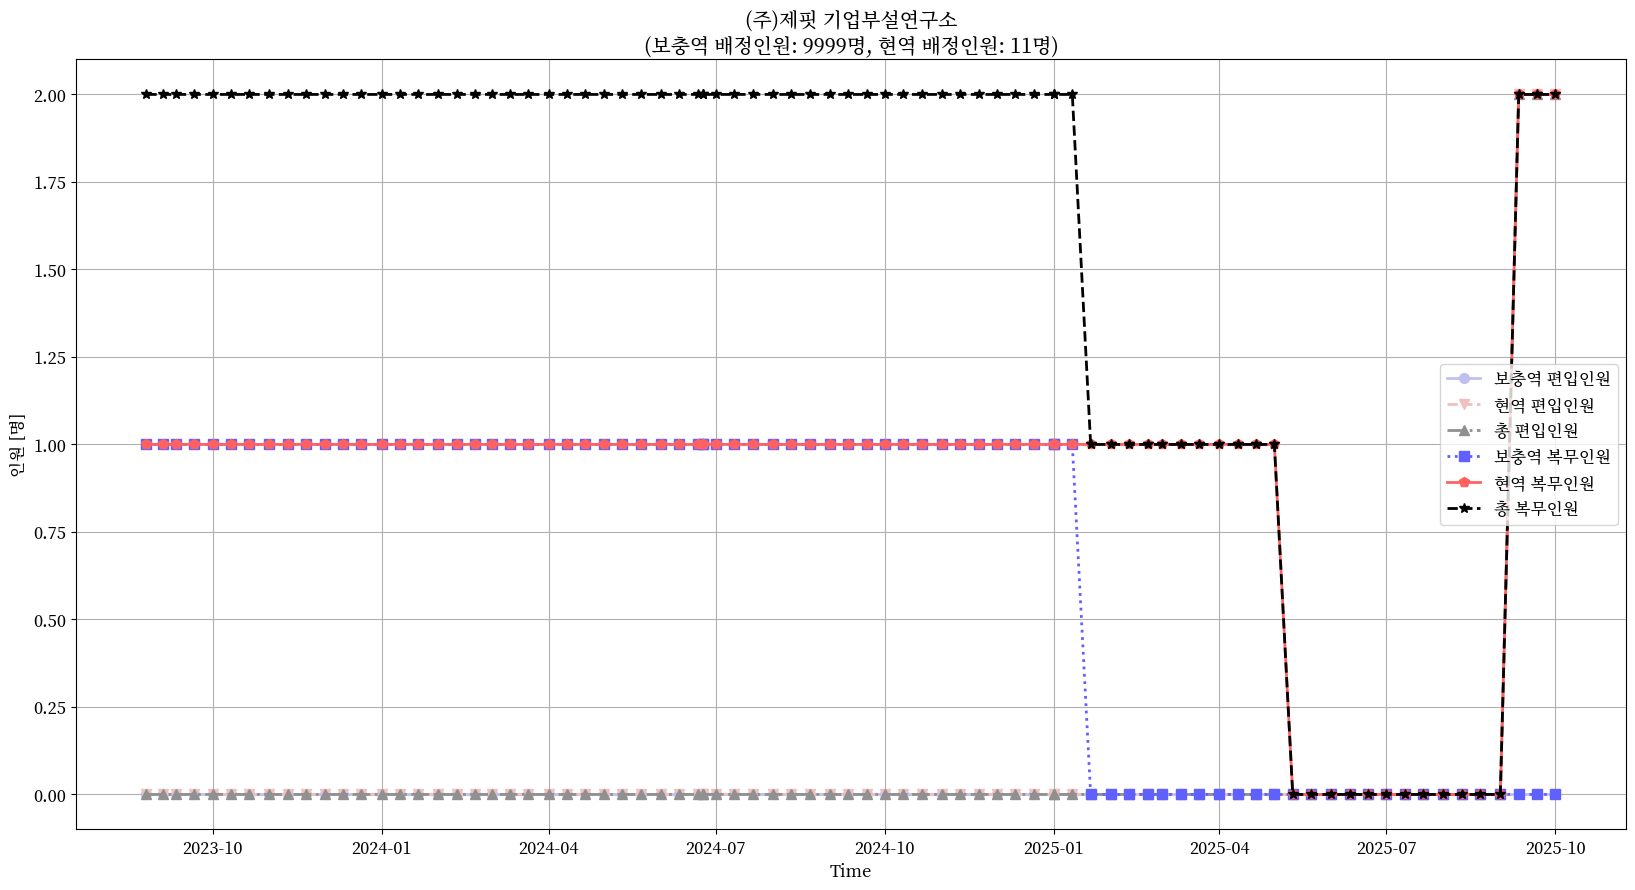 (주)제핏 기업부설연구소
(보충역 배정인원: 9999명, 현역 배정인원: 11명)
2.00
1.75
1.50
1.25
1.00
0.75
0.50
0.25
0.00
인원 [명]
보충역 편입인원
현역 편입인원
총 편입인원
보충역 복무인원
현역 복무인원
총 복무인원
2023-10 2024-01 2024-04 2024-07 2024-10 2025-01 2025-04 2025-07 2025-10
Time